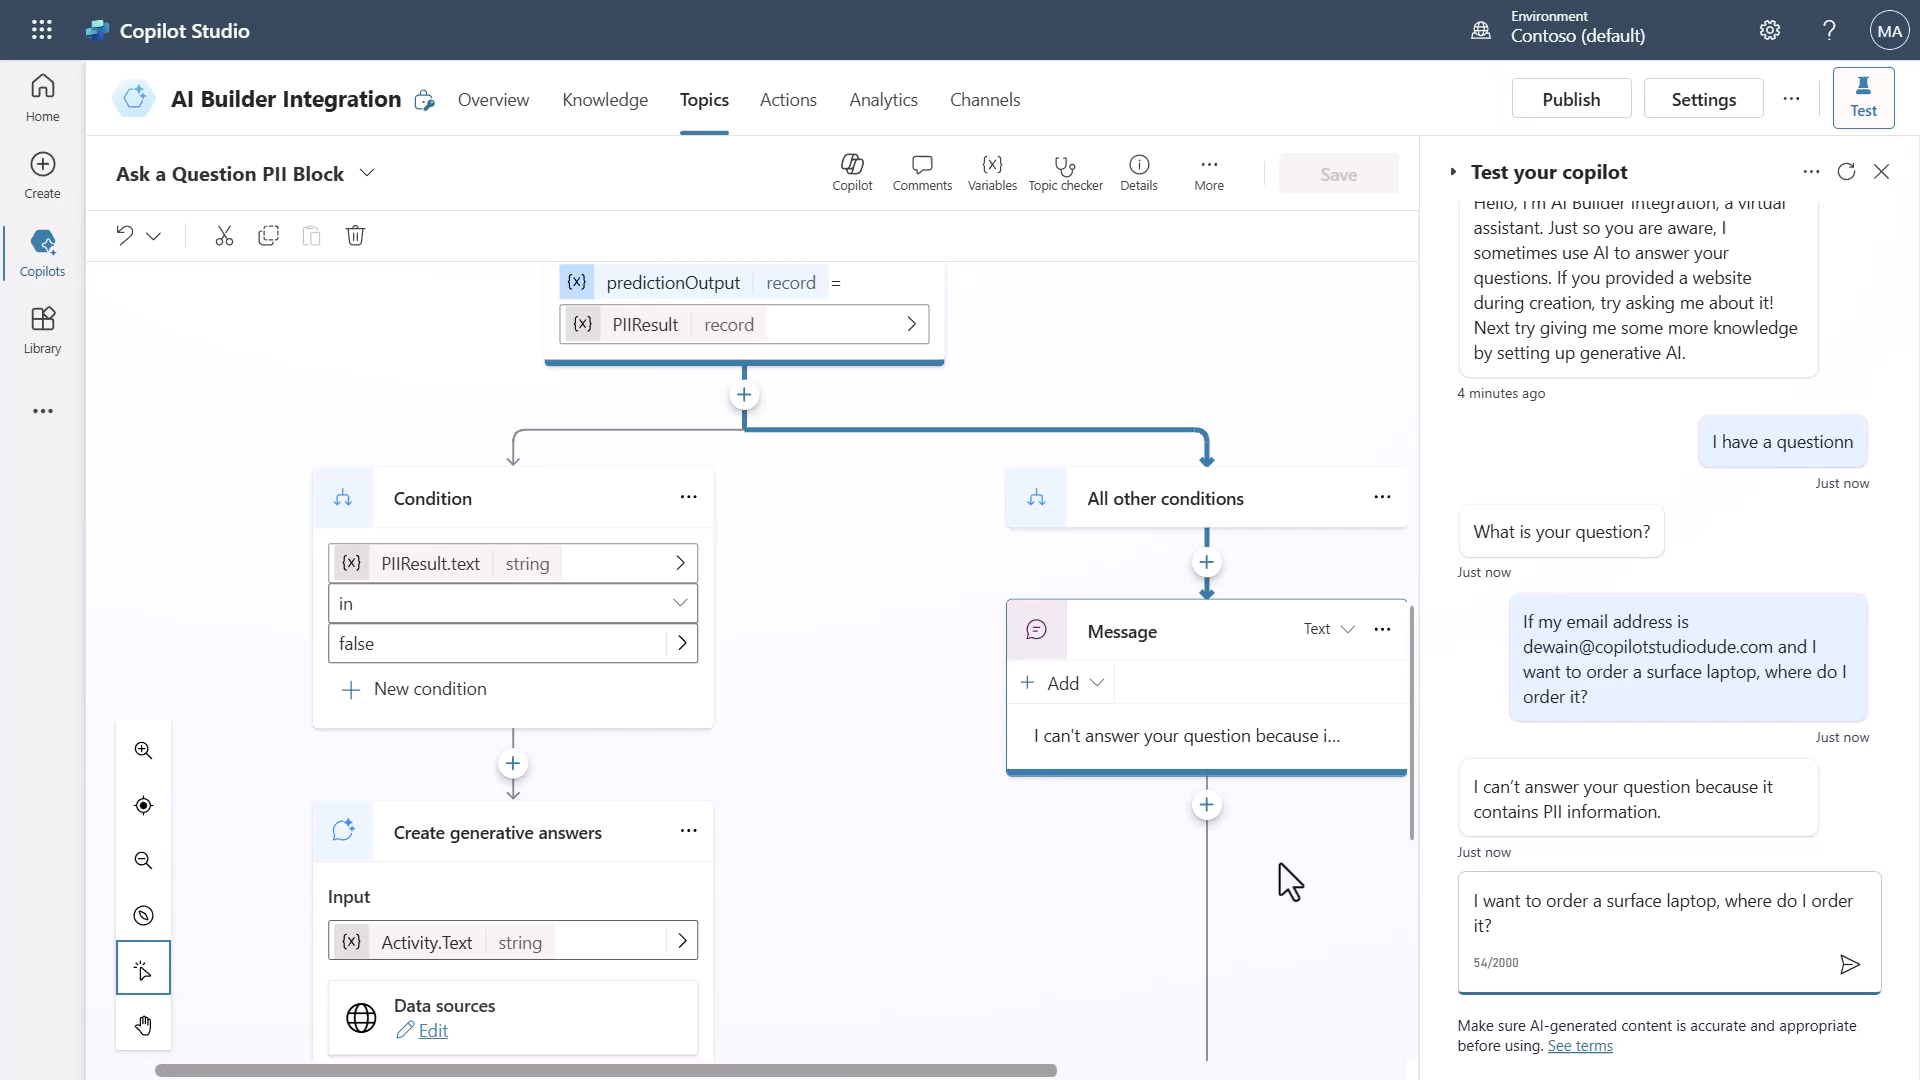 Copilot Studio
Environment
Contoso (default)
MA
Home
Create
Copilots
Library
AI Builder Integration
Overview
Knowledge
Topics
Actions
Analytics
Channels
Publish
Settings
Test
Ask a Question PII Block
Copilot
Comments
Variables
Topic checker
Details
More
Save
{x} predictionOutput record =
{x} PIIResult record
Condition
{x} PIIResult.text string
in
false
New condition
Create generative answers
Input
{x} Activity.Text string
Data sources
Edit
All other conditions
Message
Text
Add
I can't answer your question because i...
Test your copilot
Hello, I'm AI Builder Integration, a virtual
assistant. Just so you are aware, I
sometimes use AI to answer your
questions. If you provided a website
during creation, try asking me about it!
Next try giving me some more knowledge
by setting up generative AI.
4 minutes ago
I have a questionn
Just now
What is your question?
Just now
If my email address is
dewain@copilotstudiodude.com and I
want to order a surface laptop, where do I
order it?
Just now
I can't answer your question because it
contains PII information.
Just now
I want to order a surface laptop, where do I order
it?
54/2000
Make sure AI-generated content is accurate and appropriate
before using. See terms